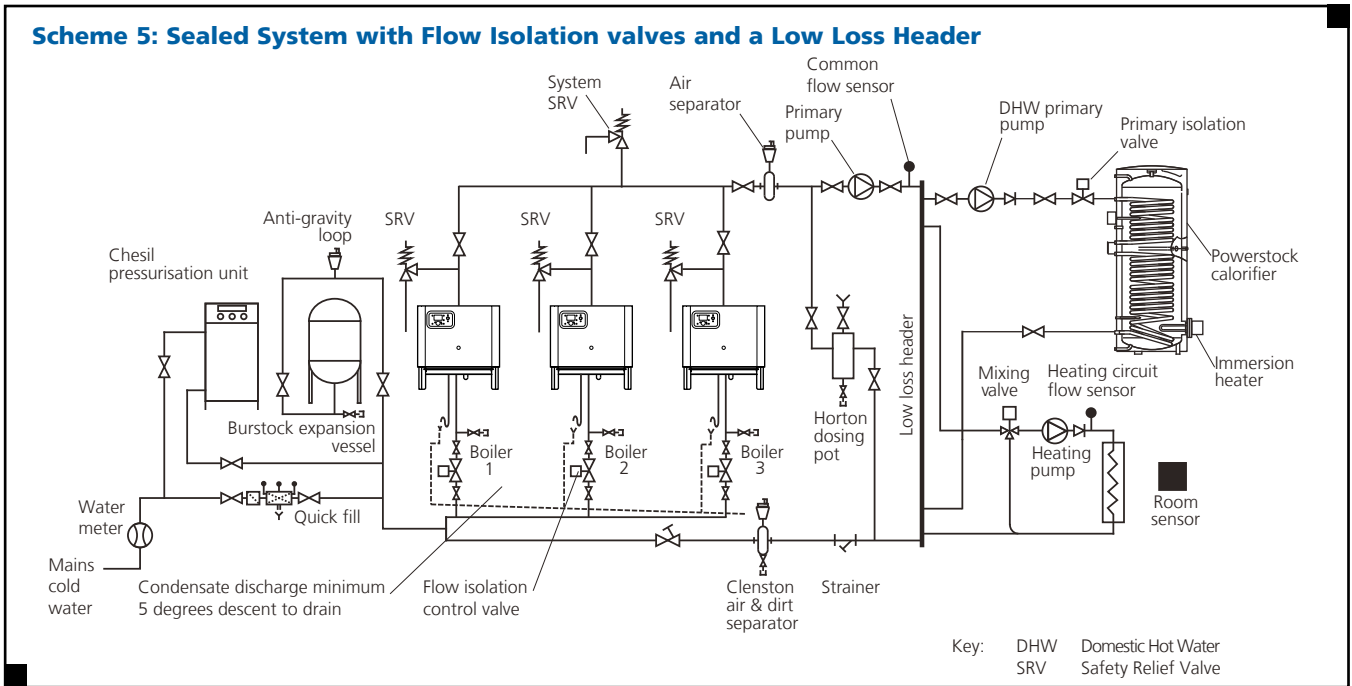 Scheme 5: Sealed System with Flow Isolation valves and a Low Loss Header
System
SRV
Air
separator
Common
flow sensor
Primary
pump
DHW primary
pump
Primary isolation
valve
Anti-gravity
loop
SRV
SRV
SRV
Chesil
pressurisation unit
Powerstock
calorifier
Burstock expansion
vessel
Boiler
1
Boiler
2
Boiler
3
Horton
dosing
pot
Low loss header
Mixing
valve
Heating circuit
flow sensor
Immersion
heater
Heating
pump
Room
sensor
Water
meter
Quick fill
Mains
cold
water
Condensate discharge minimum
5 degrees descent to drain
Flow isolation
control valve
Clenston
air & dirt
separator
Strainer
Key: DHW Domestic Hot Water
SRV Safety Relief Valve